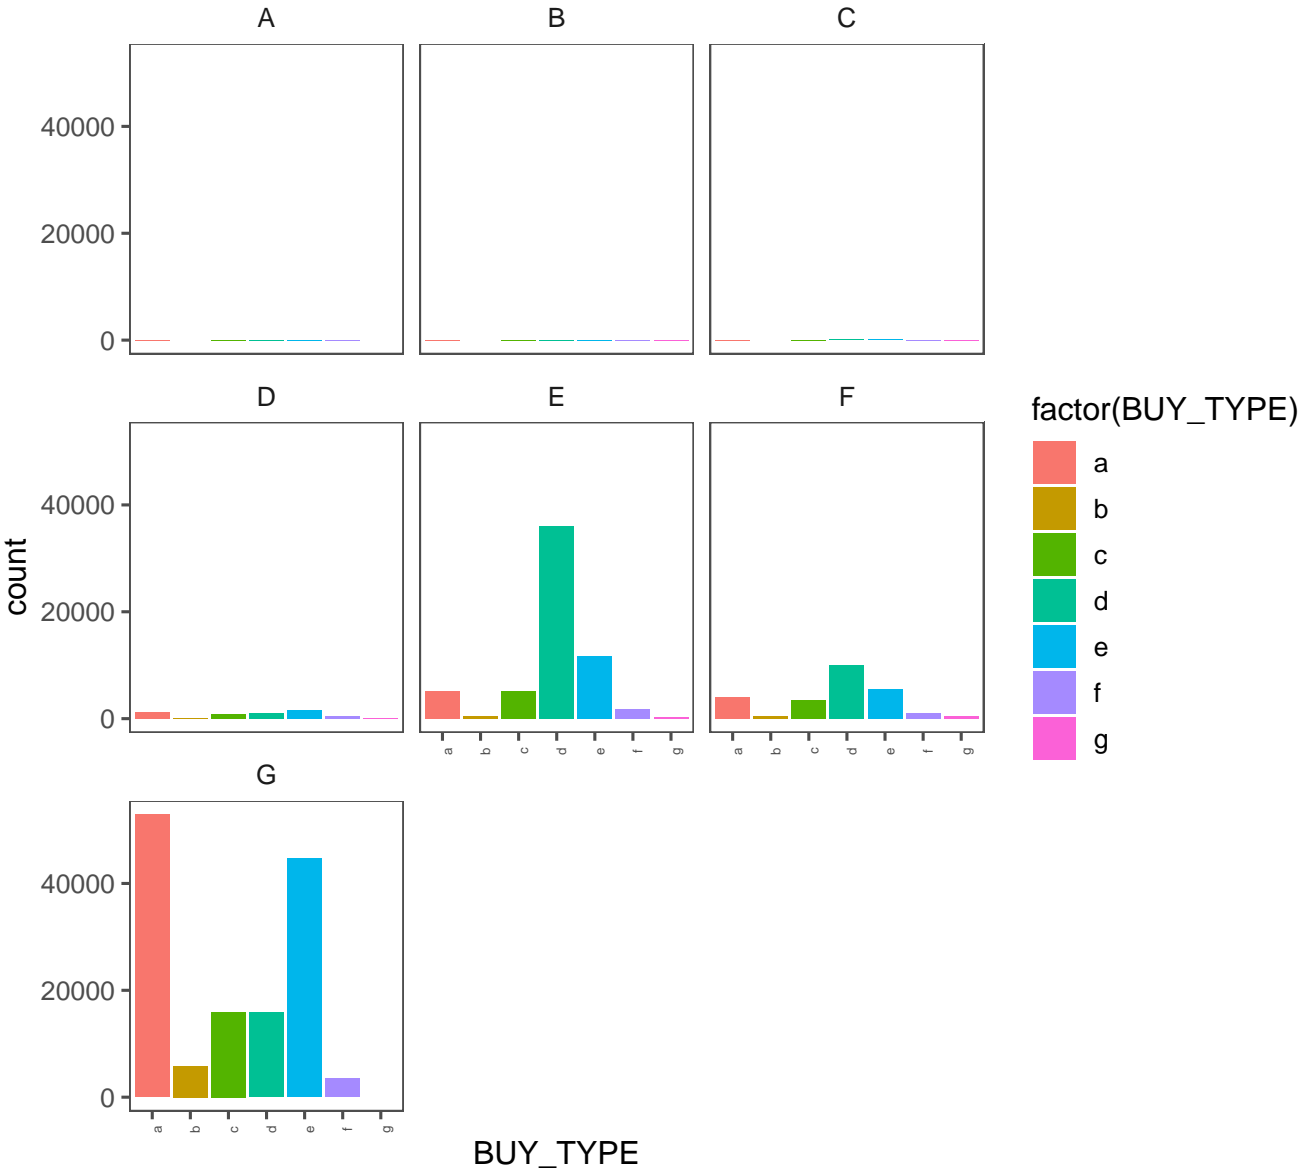 A B C
40000
20000
0
D E F
40000
20000
0
a b c d e f g a b c d e f g
G
40000
20000
0
a b c d e f g
count
BUY_TYPE
factor(BUY_TYPE)
a
b
c
d
e
f
g